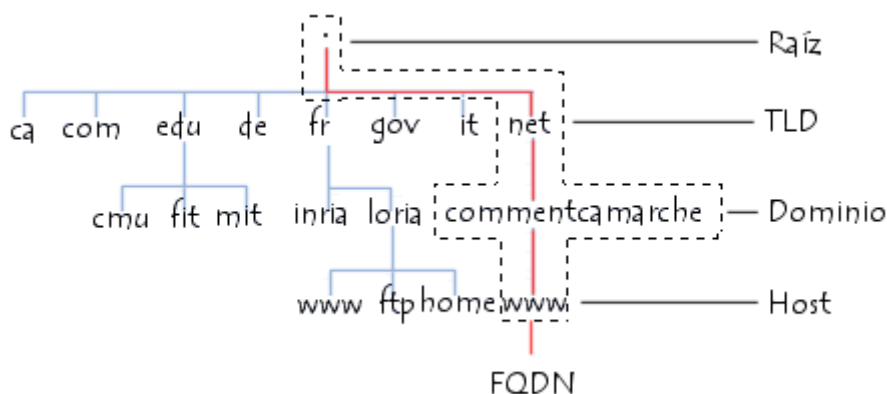 . Raíz
ca com edu de fr gov it net TLD
cmu fit mit inria loria commentcamarche Dominio
www ftp home www Host
FQDN